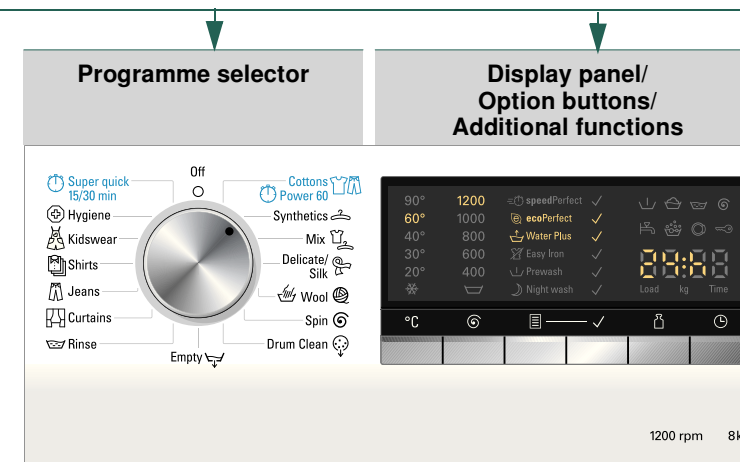 Programme selector
Display panel/
Option buttons/
Additional functions
Off
Super quick
15/30 min
Hygiene
Kidswear
Shirts
Jeans
Curtains
Rinse
Empty
Cottons
Power 60
Synthetics
Mix
Delicate/
Silk
Wool
Spin
Drum Clean
90° 1200 speedPerfect
60° 1000 ecoPerfect
40° 800 Water Plus
30° 600 Easy Iron
20° 400 Prewash
Night wash
Load kg Time
°C
1200 rpm 8k